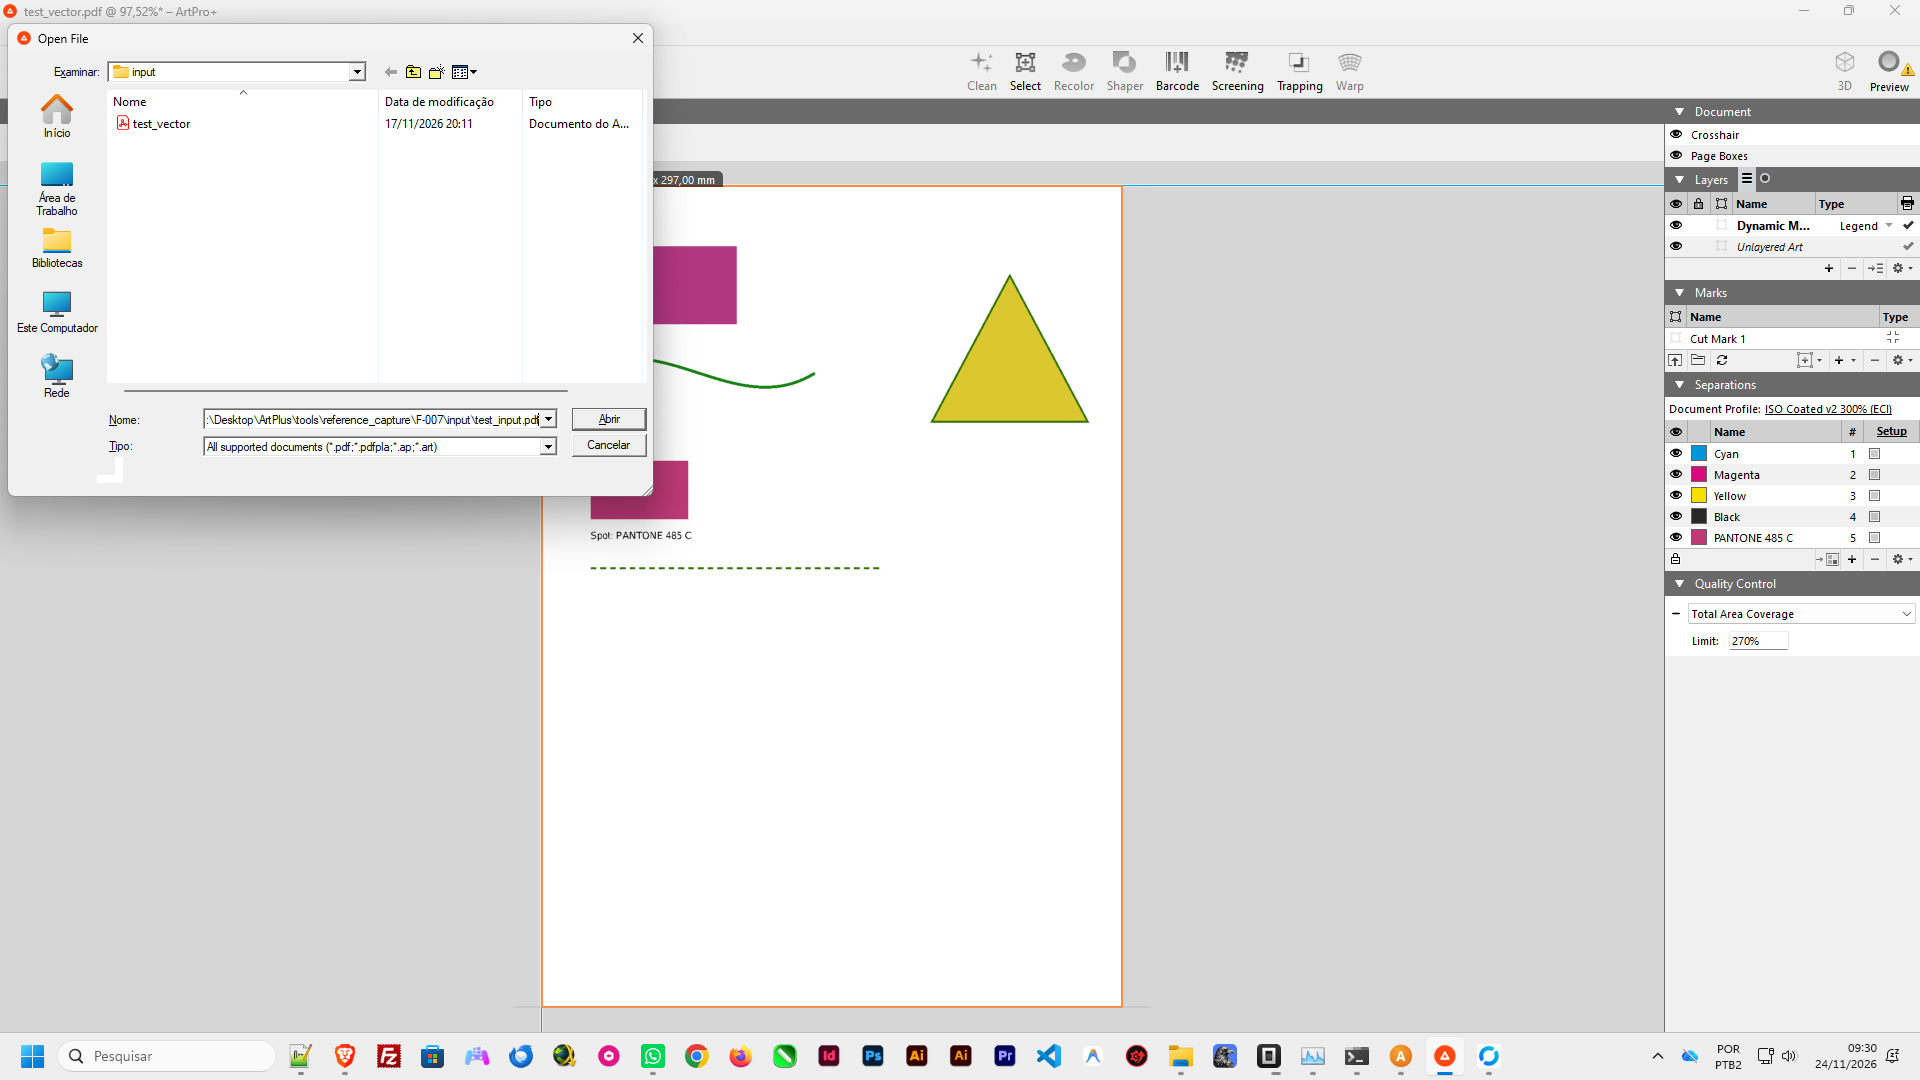 test_vector.pdf @ 97,52%* – ArtPro+
Open File
Examinar: input
Nome Data de modificação Tipo
test_vector 17/11/2026 20:11 Documento do A...
Início
Área de Trabalho
Bibliotecas
Este Computador
Rede
Nome: :\Desktop\ArtPlus\tools\reference_capture\F-007\input\test_input.pdf Abrir
Tipo: All supported documents (*.pdf;*.pdfpla;*.ap;*.art) Cancelar
Clean Select Recolor Shaper Barcode Screening Trapping Warp 3D Preview
x 297,00 mm
Spot: PANTONE 485 C
Document
Crosshair
Page Boxes
Layers
Name Type
Dynamic M... Legend
Unlayered Art
Marks
Name Type
Cut Mark 1
Separations
Document Profile: ISO Coated v2 300% (ECI)
Name # Setup
Cyan 1
Magenta 2
Yellow 3
Black 4
PANTONE 485 C 5
Quality Control
Total Area Coverage
Limit: 270%
Pesquisar
Id Ps Ai Ai Pr
POR
PTB2
09:30
24/11/2026